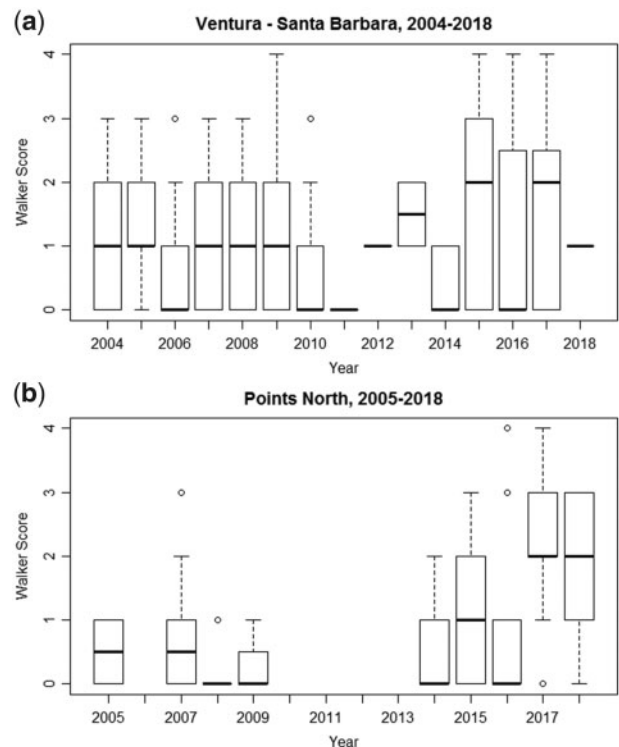 (a)
Ventura - Santa Barbara, 2004-2018
Walker Score
4
3
2
1
0
2004 2006 2008 2010 2012 2014 2016 2018
Year
(b)
Points North, 2005-2018
Walker Score
4
3
2
1
0
2005 2007 2009 2011 2013 2015 2017
Year